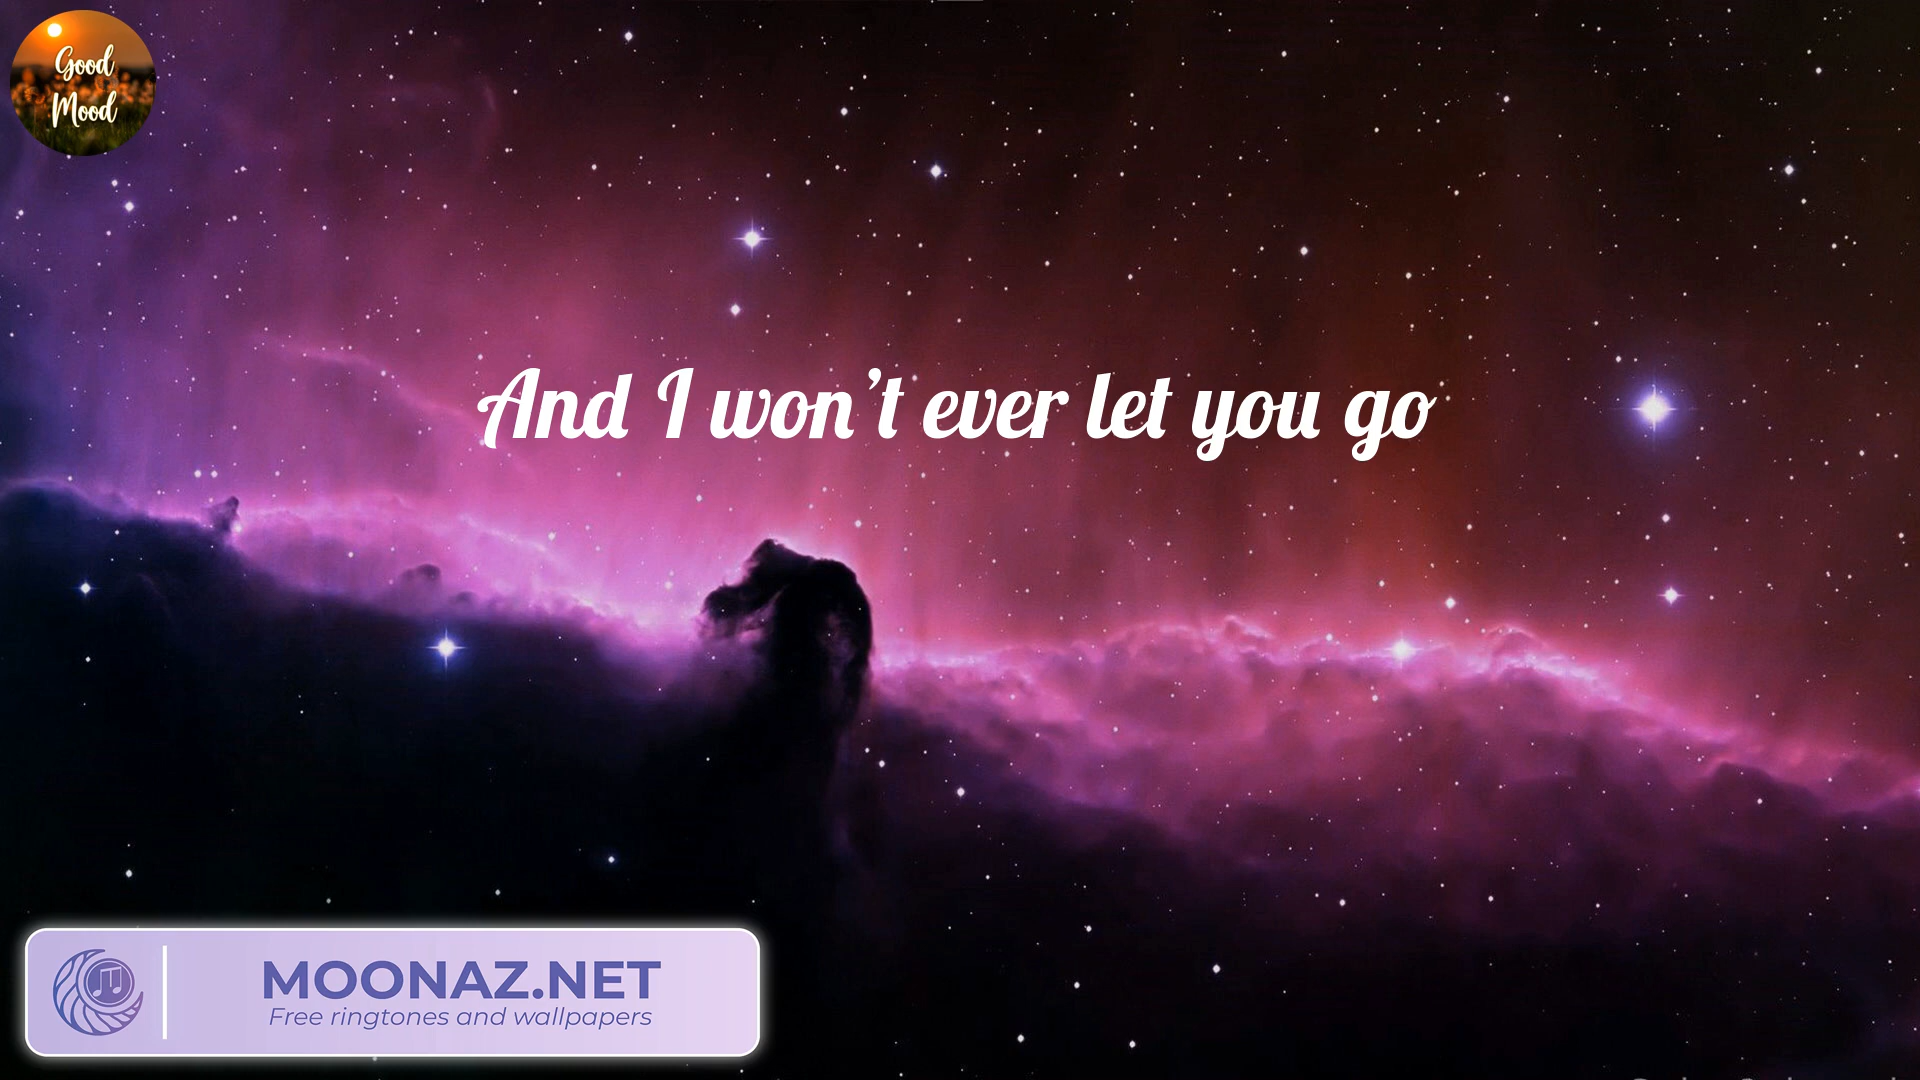 Good
Mood
And I won’t ever let you go
MOONAZ.NET
Free ringtones and wallpapers